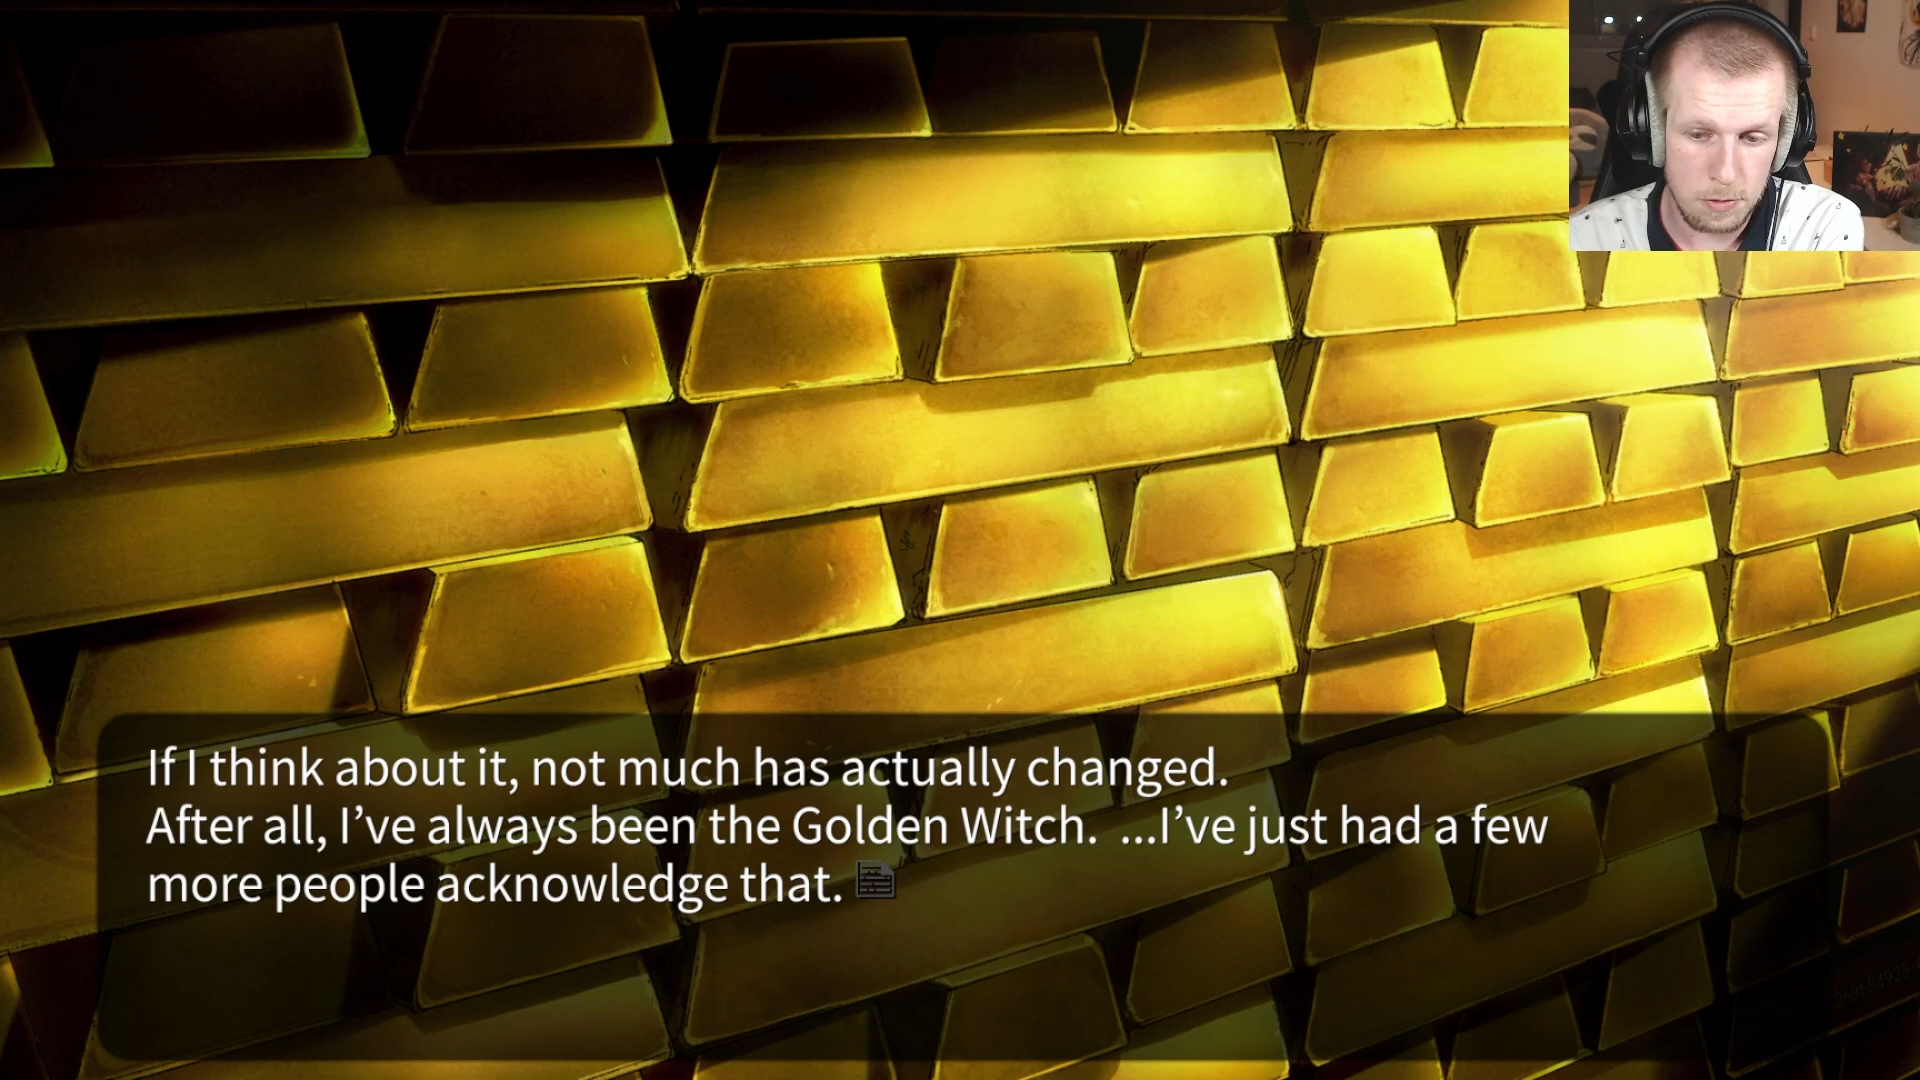 If I think about it, not much has actually changed.
After all, I’ve always been the Golden Witch.  ...I’ve just had a few
more people acknowledge that.